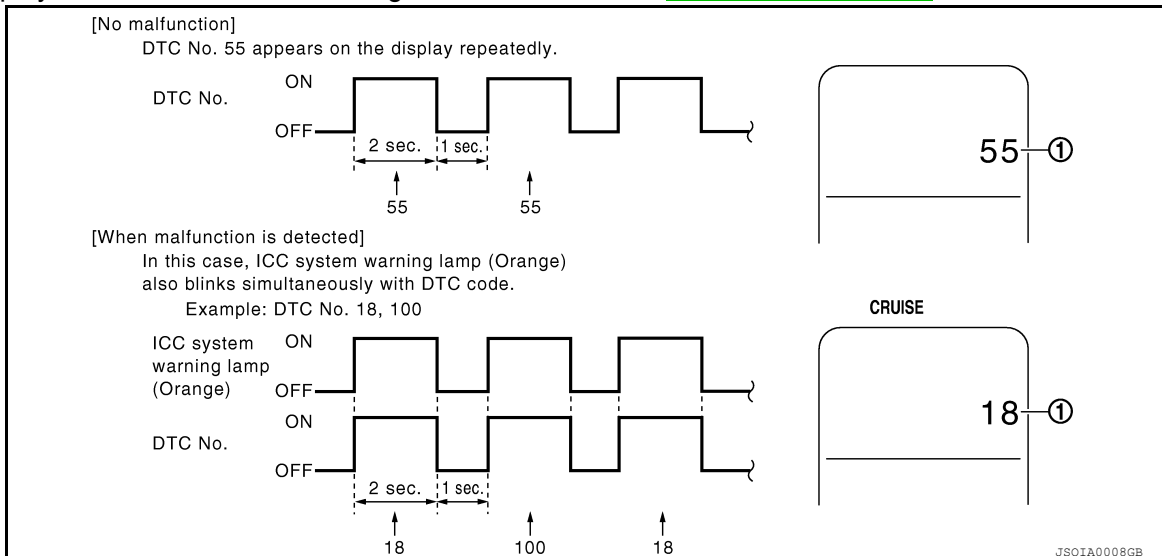 [No malfunction]
DTC No. 55 appears on the display repeatedly.
ON
DTC No.
OFF
2 sec.
1 sec.
55
55
55
①
[When malfunction is detected]
In this case, ICC system warning lamp (Orange)
also blinks simultaneously with DTC code.
Example: DTC No. 18, 100
ICC system
warning lamp
(Orange)
ON
OFF
ON
DTC No.
OFF
2 sec.
1 sec.
18
100
18
CRUISE
18
①
JSOIA0008GB